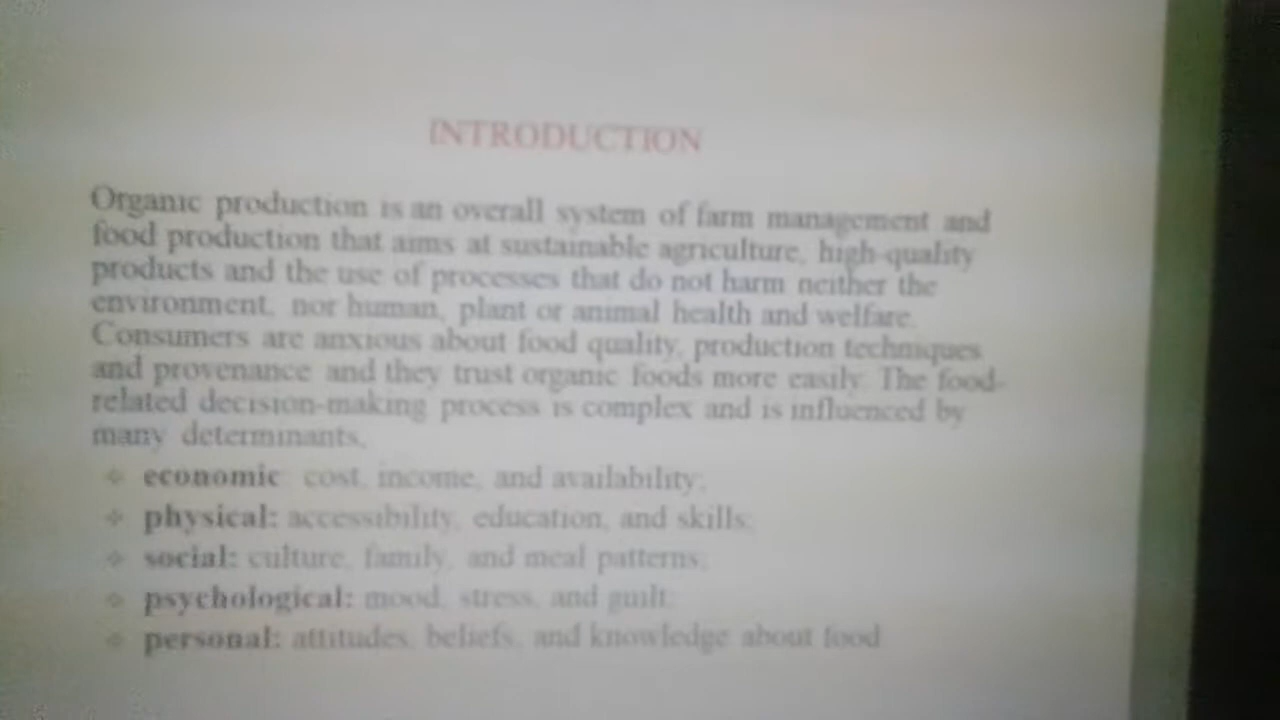 INTRODUCTION
Organic production is an overall system of farm management and
food production that aims at sustainable agriculture, high-quality
products and the use of processes that do not harm neither the
environment, nor human, plant or animal health and welfare.
Consumers are anxious about food quality, production techniques
and provenance and they trust organic foods more easily. The food-
related decision-making process is complex and is influenced by
many determinants.
economic: cost, income, and availability;
physical: accessibility, education, and skills;
social: culture, family, and meal patterns;
psychological: mood, stress, and guilt;
personal: attitudes, beliefs, and knowledge about food